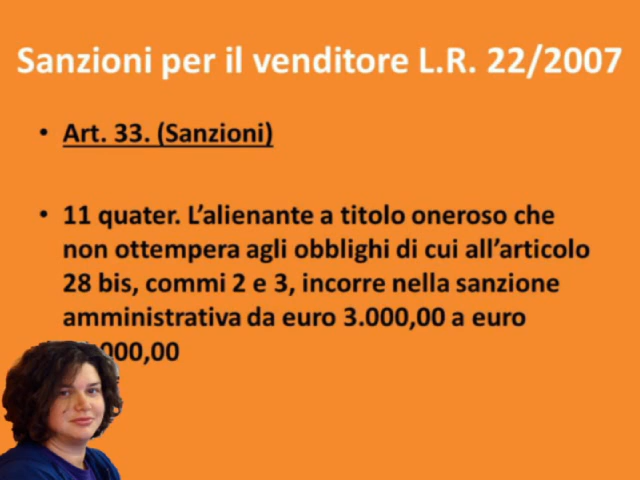 Sanzioni per il venditore L.R. 22/2007
• Art. 33. (Sanzioni)
• 11 quater. L’alienante a titolo oneroso che
non ottempera agli obblighi di cui all’articolo
28 bis, commi 2 e 3, incorre nella sanzione
amministrativa da euro 3.000,00 a euro